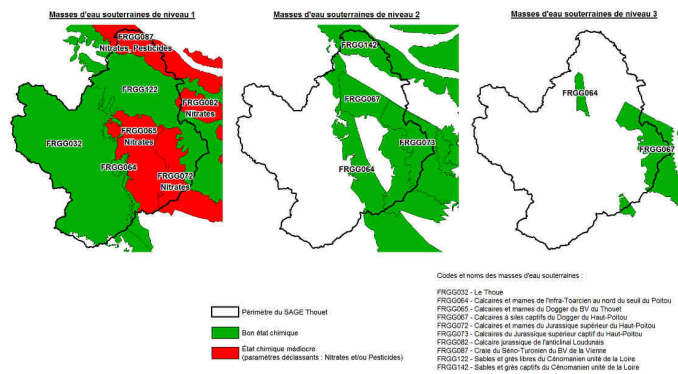 Masses d'eau souterraines de niveau 1
Masses d'eau souterraines de niveau 2
Masses d'eau souterraines de niveau 3
FRGG087
Nitrates, Pesticides
FRGG122
FRGG082
Nitrates
FRGG065
Nitrates
FRGG032
FRGG064
FRGG072
Nitrates
FRGG142
FRGG067
FRGG073
FRGG064
FRGG064
FRGG067
Périmètre du SAGE Thouet
Bon état chimique
État chimique médiocre
(paramètres déclassants : Nitrates et/ou Pesticides)
Codes et noms des masses d'eau souterraines :
FRGG032 - Le Thouet
FRGG064 - Calcaires et marnes de l'infra-Toarcien au nord du seuil du Poitou
FRGG065 - Calcaires et marnes du Dogger du BV du Thouet
FRGG067 - Calcaires à silex captifs du Dogger du Haut-Poitou
FRGG072 - Calcaires et marnes du Jurassique supérieur du Haut-Poitou
FRGG073 - Calcaires du Jurassique supérieur captif du Haut-Poitou
FRGG082 - Calcaire jurassique de l'anticlinal Loudunais
FRGG087 - Craie du Séno-Turonien du BV de la Vienne
FRGG122 - Sables et grès libres du Cénomanien unité de la Loire
FRGG142 - Sables et grès captifs du Cénomanien unité de la Loire